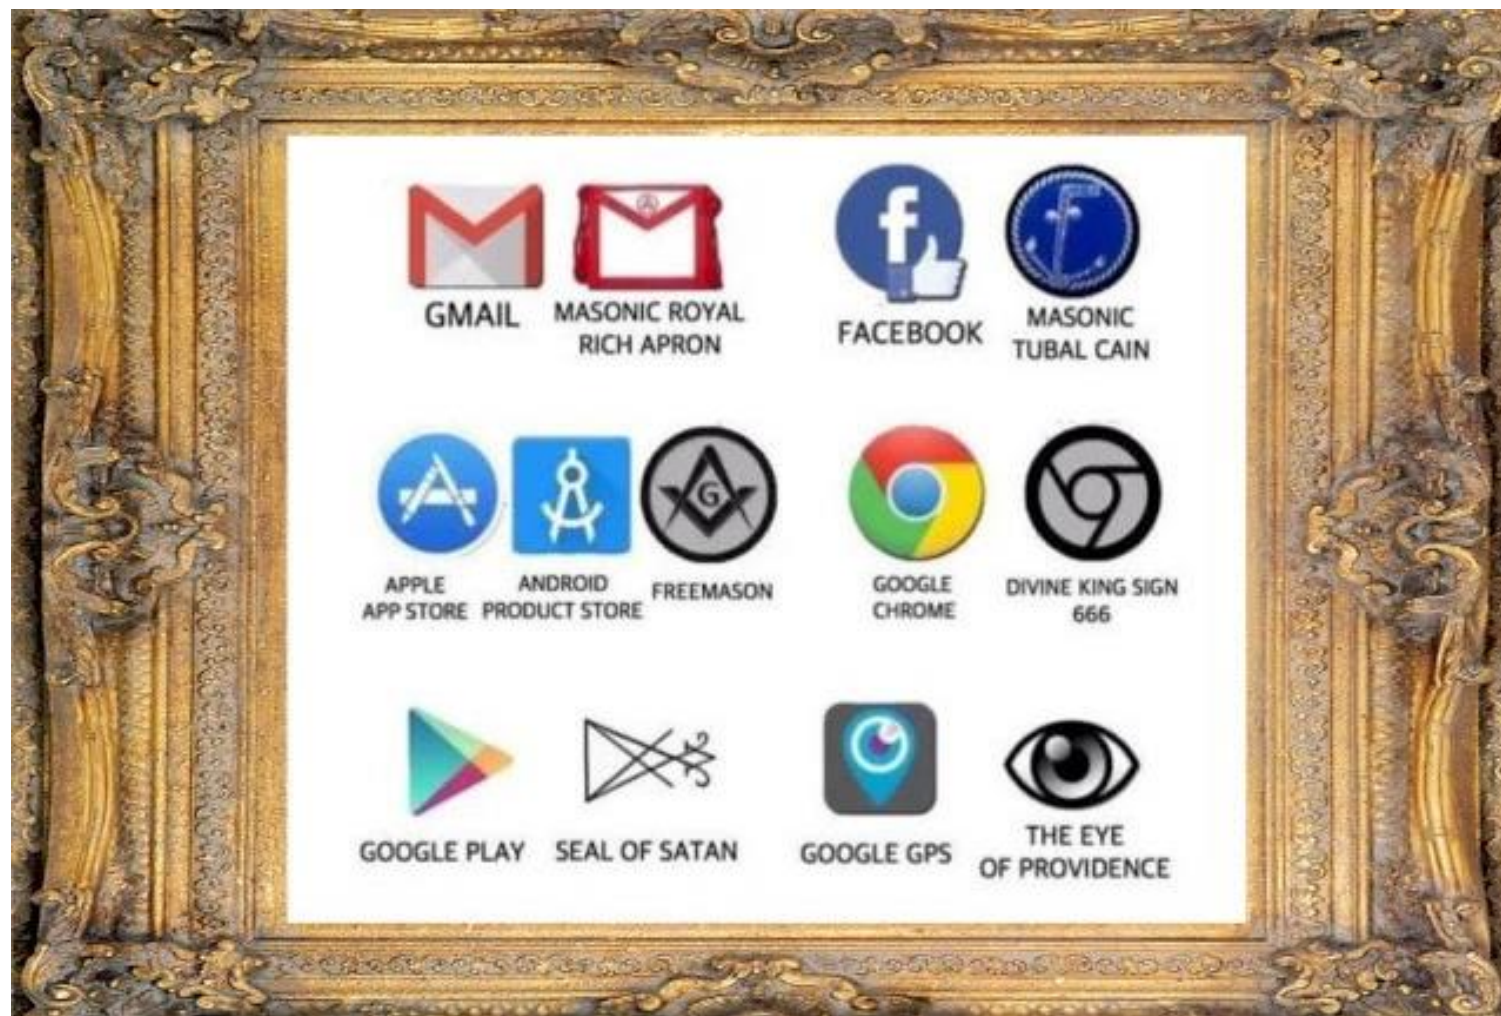 GMAIL
MASONIC ROYAL
RICH APRON
f
FACEBOOK
MASONIC
TUBAL CAIN
G
APPLE
APP STORE
ANDROID
PRODUCT STORE
FREEMASON
GOOGLE
CHROME
DIVINE KING SIGN
666
GOOGLE PLAY
SEAL OF SATAN
GOOGLE GPS
THE EYE
OF PROVIDENCE